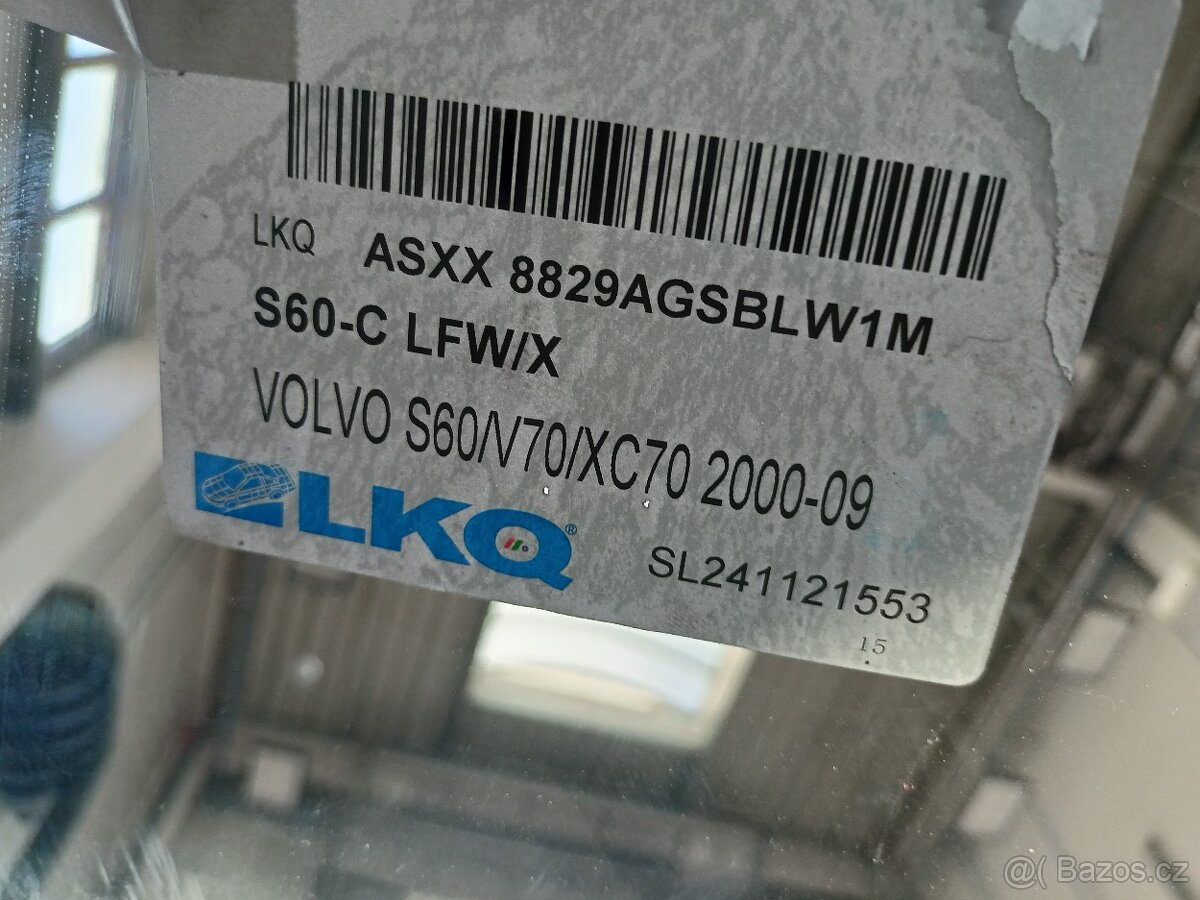 LKQ ASXX 8829AGSBLW1M
S60-C LFW/X
VOLVO S60/V70/XC70 2000-09
LKQ®
SL241121553
15
@( Bazos.cz